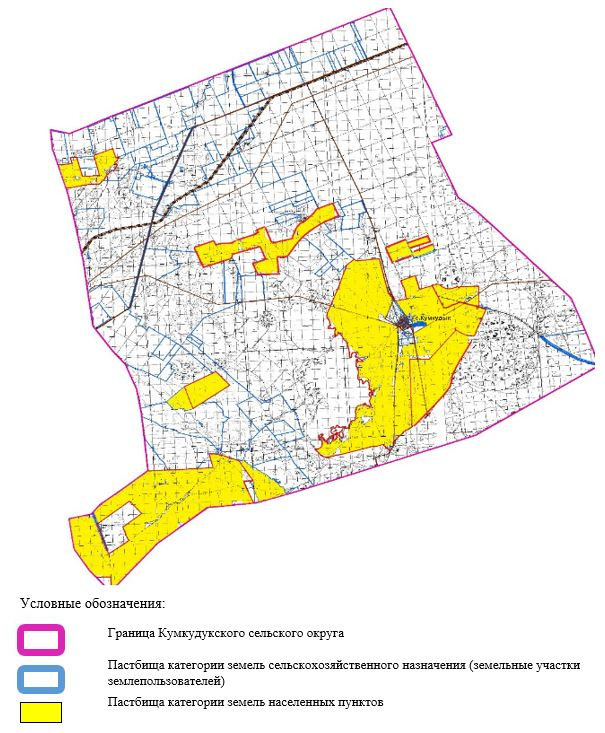 с.Кумкудык
Условные обозначения:
Граница Кумкудукского сельского округа
Пастбища категории земель сельскохозяйственного назначения (земельные участки
землепользователей)
Пастбища категории земель населенных пунктов